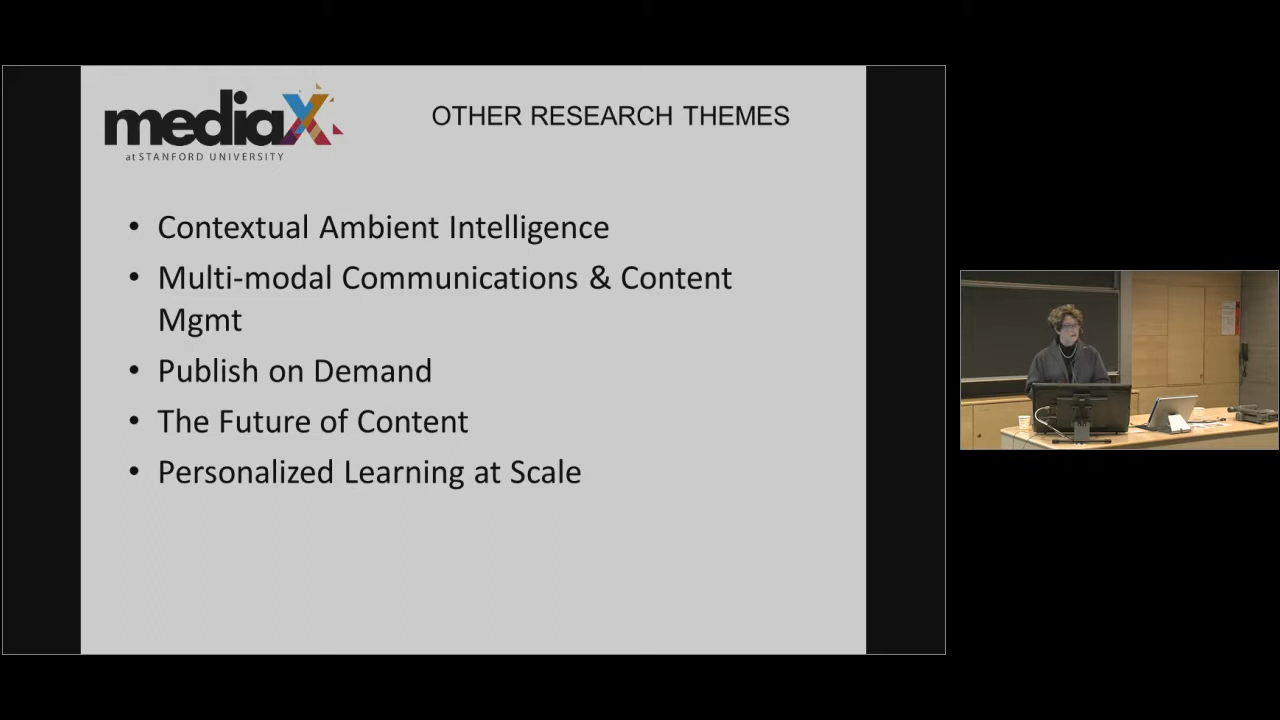 mediaX
at STANFORD UNIVERSITY
OTHER RESEARCH THEMES
• Contextual Ambient Intelligence
• Multi-modal Communications & Content
Mgmt
• Publish on Demand
• The Future of Content
• Personalized Learning at Scale